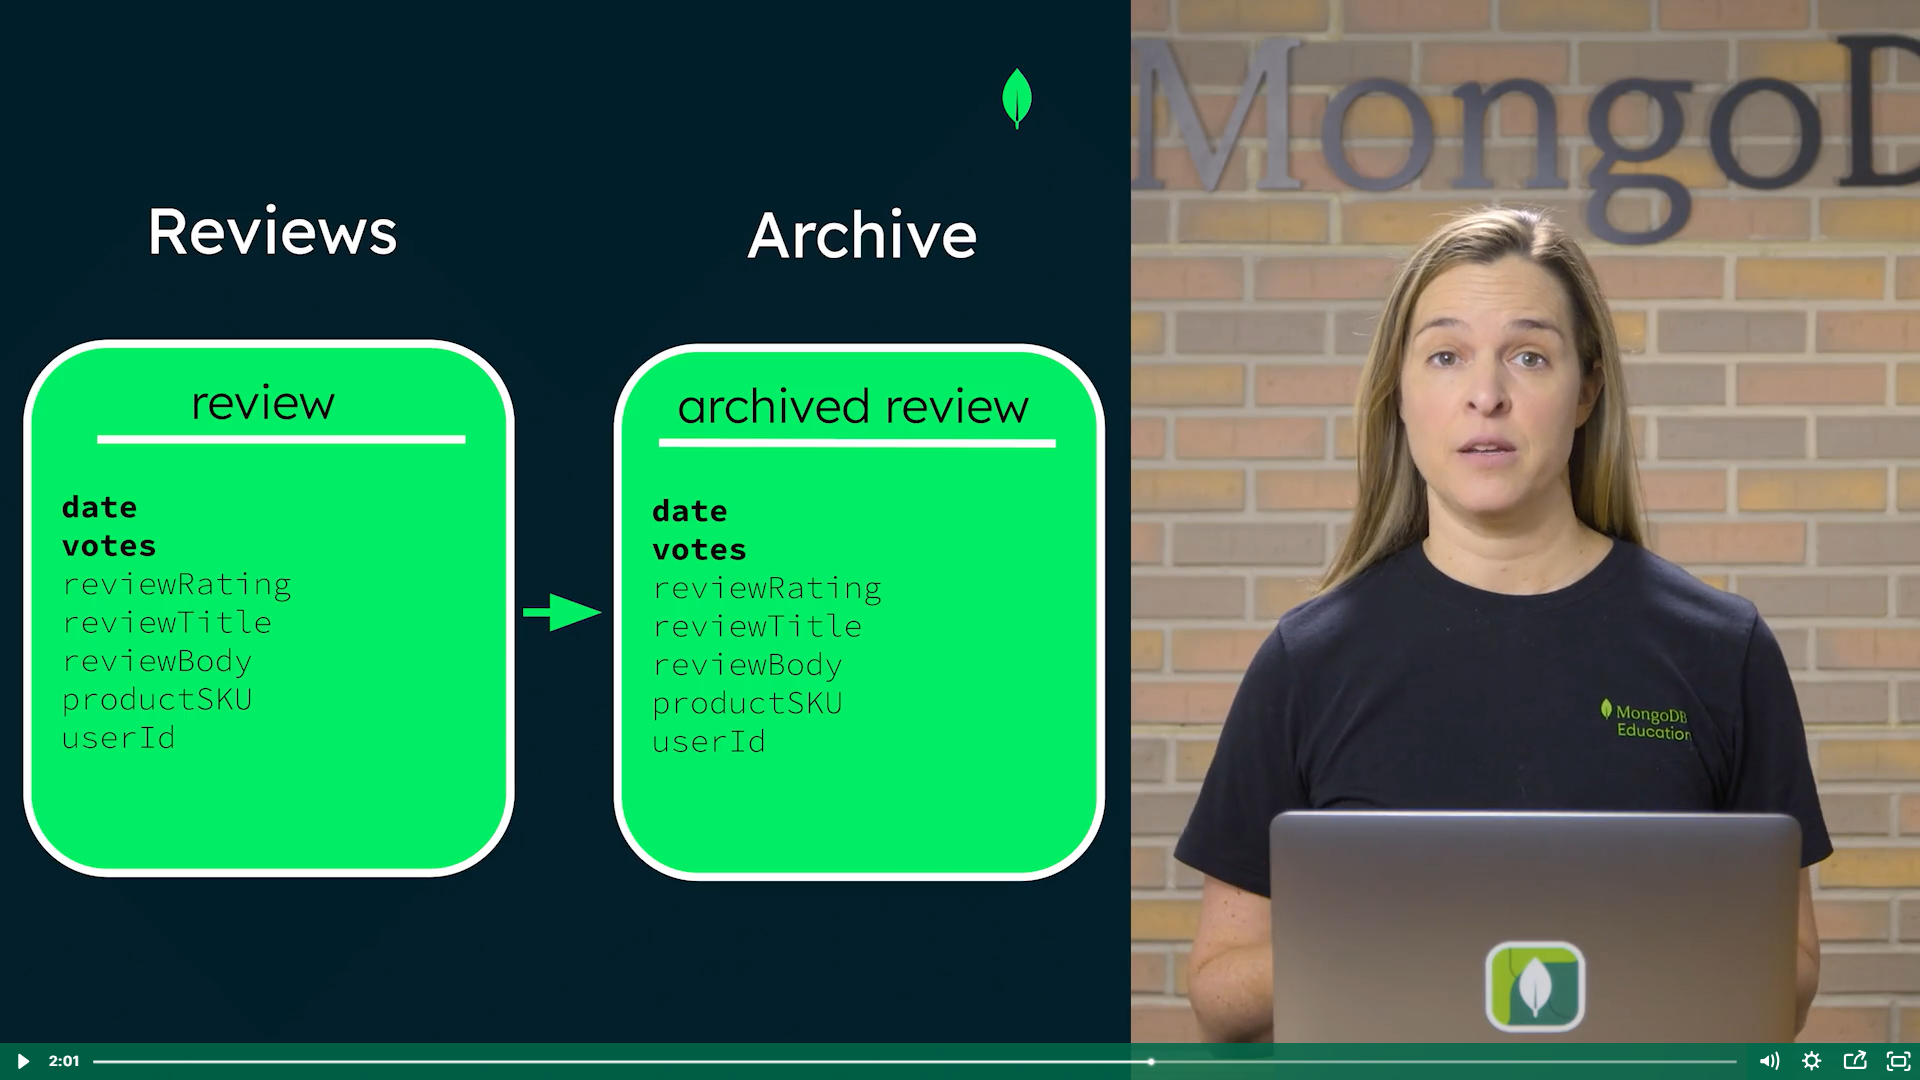 Reviews
review
date
votes
reviewRating
reviewTitle
reviewBody
productSKU
userId
Archive
archived review
date
votes
reviewRating
reviewTitle
reviewBody
productSKU
userId
MongoD
MongoDB
Education
2:01